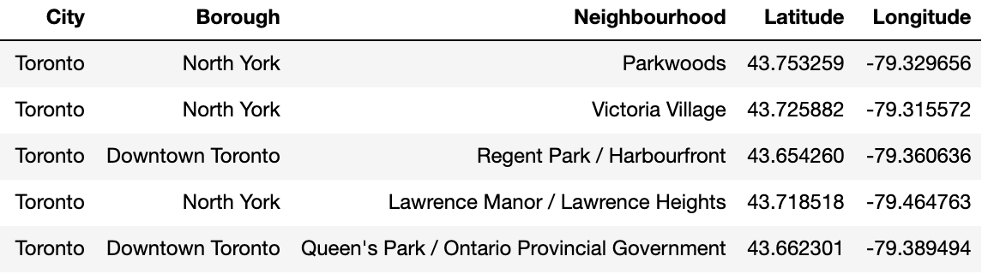 City Borough Neighbourhood Latitude Longitude
Toronto North York Parkwoods 43.753259 -79.329656
Toronto North York Victoria Village 43.725882 -79.315572
Toronto Downtown Toronto Regent Park / Harbourfront 43.654260 -79.360636
Toronto North York Lawrence Manor / Lawrence Heights 43.718518 -79.464763
Toronto Downtown Toronto Queen's Park / Ontario Provincial Government 43.662301 -79.389494